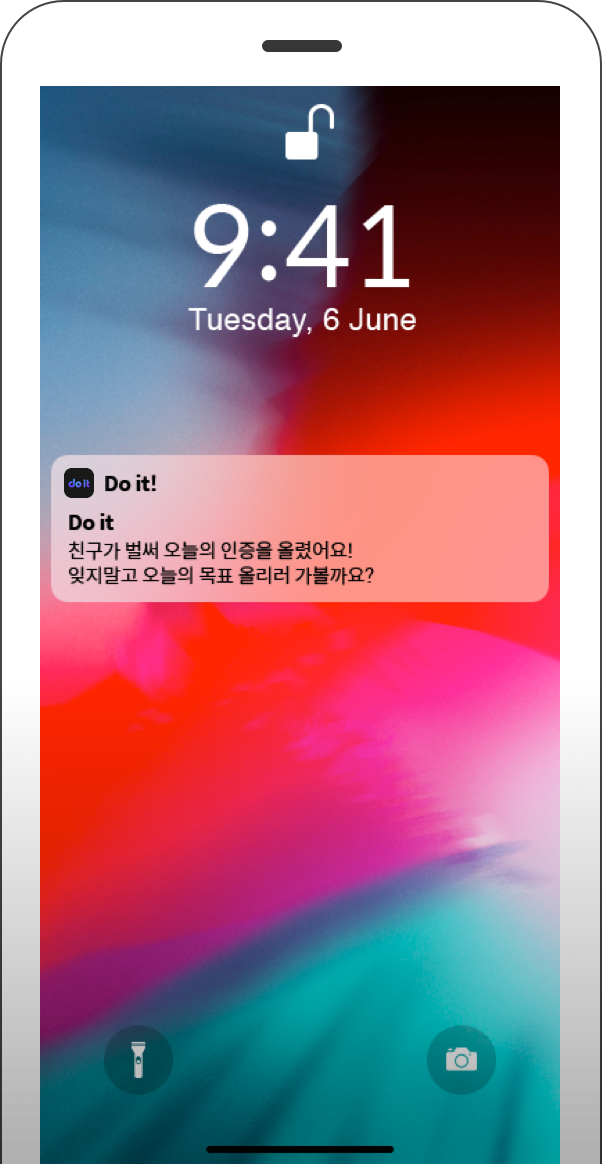 9:41
Tuesday, 6 June
do it
Do it!
Do it
친구가 벌써 오늘의 인증을 올렸어요!
잊지말고 오늘의 목표 올리러 가볼까요?